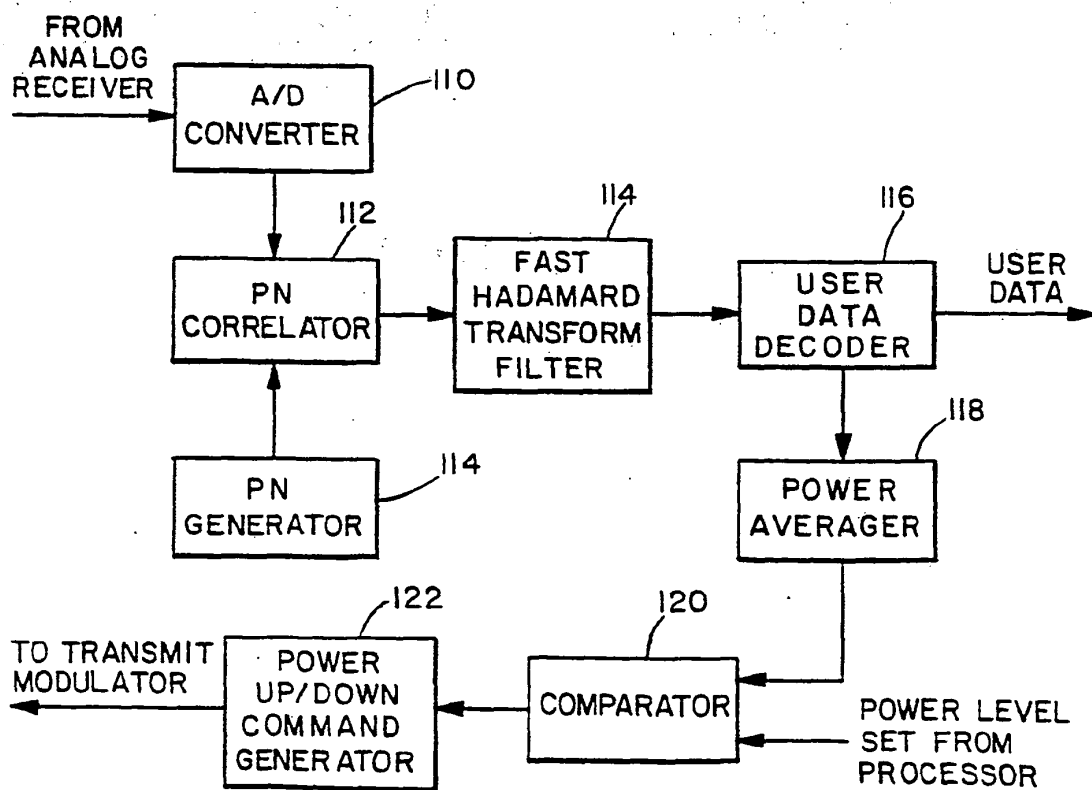 FROM
ANALOG
RECEIVER
A/D
CONVERTER
110
112
PN
CORRELATOR
114
FAST
HADAMARD
TRANSFORM
FILTER
116
USER
DATA
DECODER
USER
DATA
PN
GENERATOR
114
118
POWER
AVERAGER
122
TO TRANSMIT
MODULATOR
POWER
UP/DOWN
COMMAND
GENERATOR
120
COMPARATOR
POWER LEVEL
SET FROM
PROCESSOR